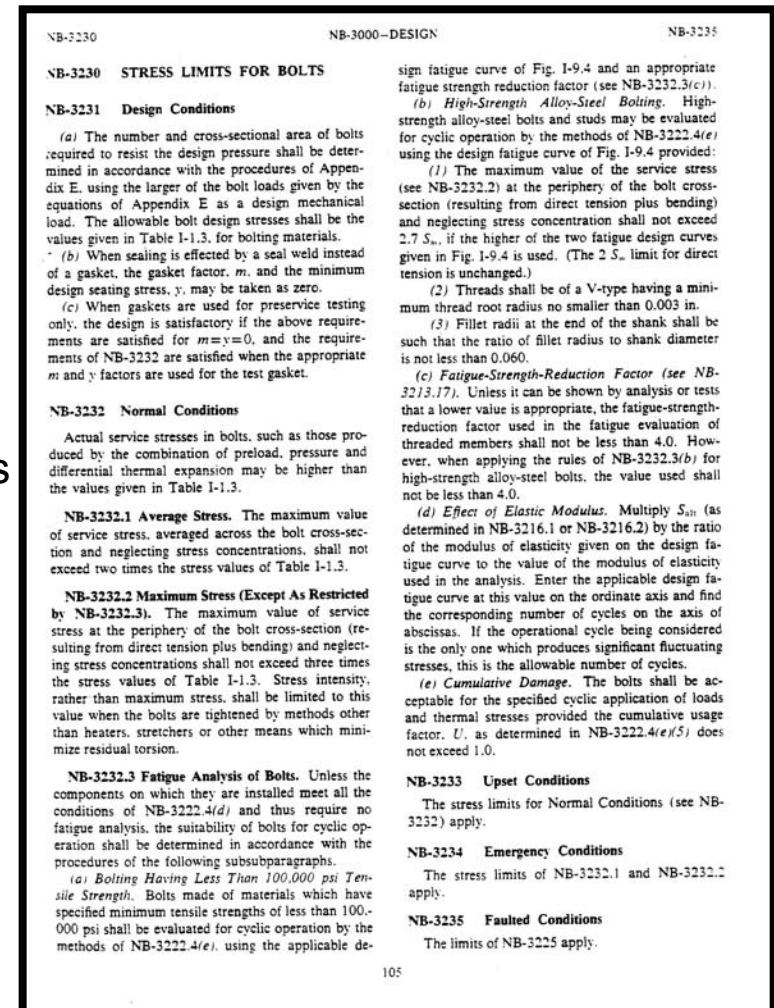 NB-3230
NB-3000—DESIGN
NB-3235
NB-3230 STRESS LIMITS FOR BOLTS
NB-3231 Design Conditions
(a) The number and cross-sectional area of bolts
required to resist the design pressure shall be deter-
mined in accordance with the procedures of Appen-
dix E, using the larger of the bolt loads given by the
equations of Appendix E as a design mechanical
load. The allowable bolt design stresses shall be the
values given in Table I-1.3. for bolting materials.
(b) When sealing is effected by a seal weld instead
of a gasket, the gasket factor, m, and the minimum
design seating stress, y, may be taken as zero.
(c) When gaskets are used for preservice testing
only, the design is satisfactory if the above require-
ments are satisfied for m=y=0, and the require-
ments of NB-3232 are satisfied when the appropriate
m and y factors are used for the test gasket.
NB-3232 Normal Conditions
Actual service stresses in bolts, such as those pro-
duced by the combination of preload, pressure and
differential thermal expansion may be higher than
the values given in Table I-1.3.
NB-3232.1 Average Stress. The maximum value
of service stress, averaged across the bolt cross-sec-
tion and neglecting stress concentrations, shall not
exceed two times the stress values of Table I-1.3.
NB-3232.2 Maximum Stress (Except As Restricted
by NB-3232.3). The maximum value of service
stress at the periphery of the bolt cross-section (re-
sulting from direct tension plus bending) and neglect-
ing stress concentrations shall not exceed three times
the stress values of Table I-1.3. Stress intensity,
rather than maximum stress, shall be limited to this
value when the bolts are tightened by methods other
than heaters, stretchers or other means which mini-
mize residual torsion.
NB-3232.3 Fatigue Analysis of Bolts. Unless the
components on which they are installed meet all the
conditions of NB-3222.4(d) and thus require no
fatigue analysis, the suitability of bolts for cyclic op-
eration shall be determined in accordance with the
procedures of the following subsubparagraphs.
(a) Bolting Having Less Than 100,000 psi Ten-
sile Strength. Bolts made of materials which have
specified minimum tensile strengths of less than 100,-
000 psi shall be evaluated for cyclic operation by the
methods of NB-3222.4(e), using the applicable de-
sign fatigue curve of Fig. I-9.4 and an appropriate
fatigue strength reduction factor (see NB-3232.3(c)).
(b) High-Strength Alloy-Steel Bolting. High-
strength alloy-steel bolts and studs may be evaluated
for cyclic operation by the methods of NB-3222.4(e)
using the design fatigue curve of Fig. I-9.4 provided:
(1) The maximum value of the service stress
(see NB-3232.2) at the periphery of the bolt cross-
section (resulting from direct tension plus bending)
and neglecting stress concentration shall not exceed
2.7 Sm, if the higher of the two fatigue design curves
given in Fig. I-9.4 is used. (The 2 Sm limit for direct
tension is unchanged.)
(2) Threads shall be of a V-type having a mini-
mum thread root radius no smaller than 0.003 in.
(3) Fillet radii at the end of the shank shall be
such that the ratio of fillet radius to shank diameter
is not less than 0.060.
(c) Fatigue-Strength-Reduction Factor (see NB-
3213.17). Unless it can be shown by analysis or tests
that a lower value is appropriate, the fatigue-strength-
reduction factor used in the fatigue evaluation of
threaded members shall not be less than 4.0. How-
ever, when applying the rules of NB-3232.3(b) for
high-strength alloy-steel bolts, the value used shall
not be less than 4.0.
(d) Effect of Elastic Modulus. Multiply Salt (as
determined in NB-3216.1 or NB-3216.2) by the ratio
of the modulus of elasticity given on the design fa-
tigue curve to the value of the modulus of elasticity
used in the analysis. Enter the applicable design fa-
tigue curve at this value on the ordinate axis and find
the corresponding number of cycles on the axis of
abscissas. If the operational cycle being considered
is the only one which produces significant fluctuating
stresses, this is the allowable number of cycles.
(e) Cumulative Damage. The bolts shall be ac-
ceptable for the specified cyclic application of loads
and thermal stresses provided the cumulative usage
factor, U, as determined in NB-3222.4(e)(5) does
not exceed 1.0.
NB-3233 Upset Conditions
The stress limits for Normal Conditions (see NB-
3232) apply.
NB-3234 Emergency Conditions
The stress limits of NB-3232.1 and NB-3232.2
apply.
NB-3235 Faulted Conditions
The limits of NB-3225 apply.
105
s